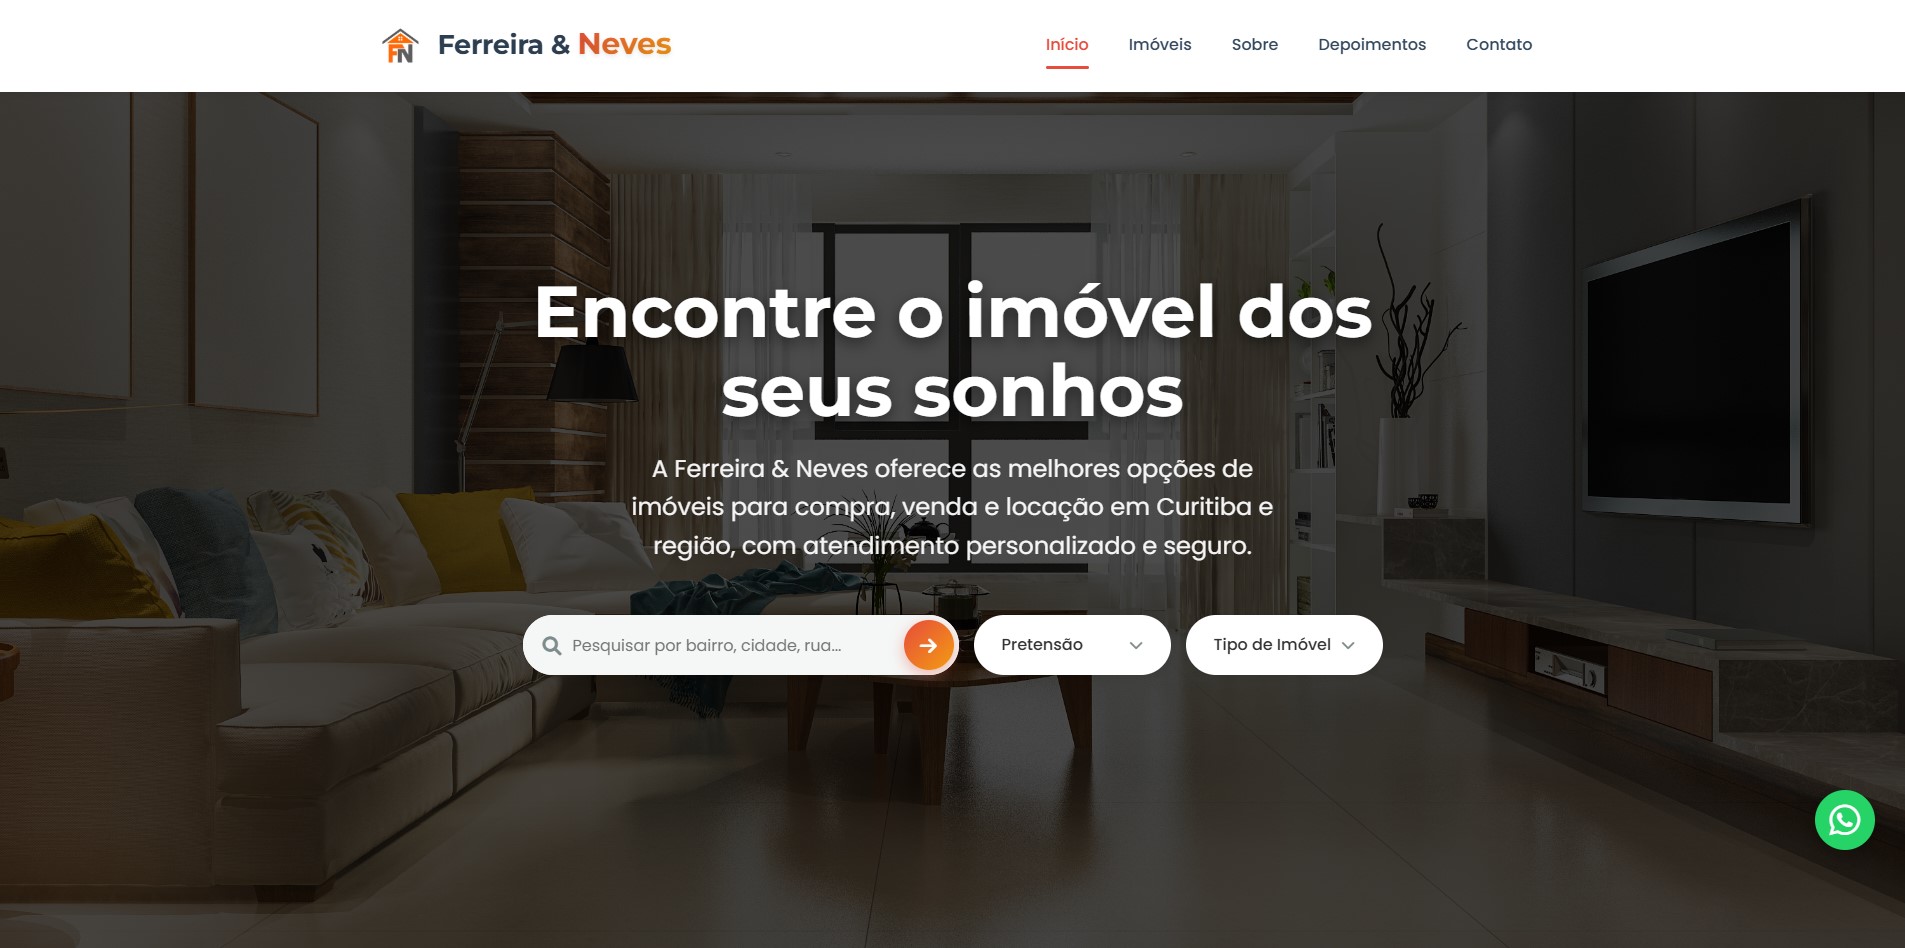 FN
Ferreira & Neves
Início
Imóveis
Sobre
Depoimentos
Contato
Encontre o imóvel dos
seus sonhos
A Ferreira & Neves oferece as melhores opções de
imóveis para compra, venda e locação em Curitiba e
região, com atendimento personalizado e seguro.
Pesquisar por bairro, cidade, rua...
Pretensão
Tipo de Imóvel